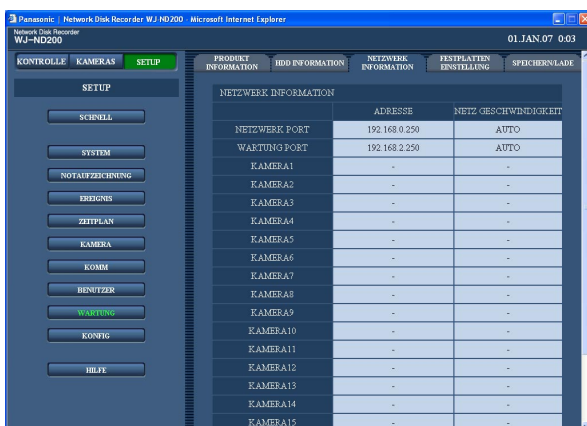 Panasonic | Network Disk Recorder WJ-ND200 - Microsoft Internet Explorer
Network Disk Recorder
WJ-ND200
01.JAN.07 0:03
KONTROLLE KAMERAS SETUP
PRODUKT INFORMATION
HDD INFORMATION
NETZWERK INFORMATION
FESTPLATTEN EINSTELLUNG
SPEICHERN/LADE
SETUP
SCHNELL
SYSTEM
NOTAUFZEICHNUNG
EREIGNIS
ZEITPLAN
KAMERA
KOMM
BENUTZER
WARTUNG
KONFIG
HILFE
NETZWERK INFORMATION
ADRESSE NETZ GESCHWINDIGKEIT
NETZWERK PORT 192.168.0.250 AUTO
WARTUNG PORT 192.168.2.250 AUTO
KAMERA1 - -
KAMERA2 - -
KAMERA3 - -
KAMERA4 - -
KAMERA5 - -
KAMERA6 - -
KAMERA7 - -
KAMERA8 - -
KAMERA9 - -
KAMERA10 - -
KAMERA11 - -
KAMERA12 - -
KAMERA13 - -
KAMERA14 - -
KAMERA15 - -